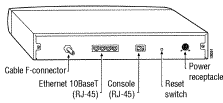 Cable F-connector
Ethernet 10BaseT
(RJ-45)
Console
(RJ-45)
Reset
switch
Power
receptacle